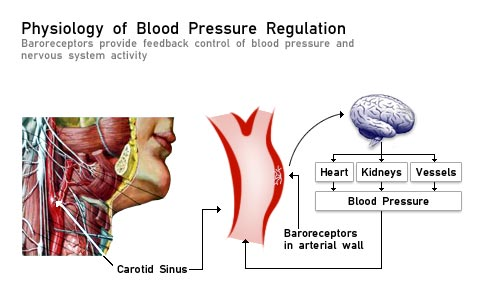 Physiology of Blood Pressure Regulation
Baroreceptors provide feedback control of blood pressure and
nervous system activity
Heart
Kidneys
Vessels
Blood Pressure
Baroreceptors
in arterial wall
Carotid Sinus